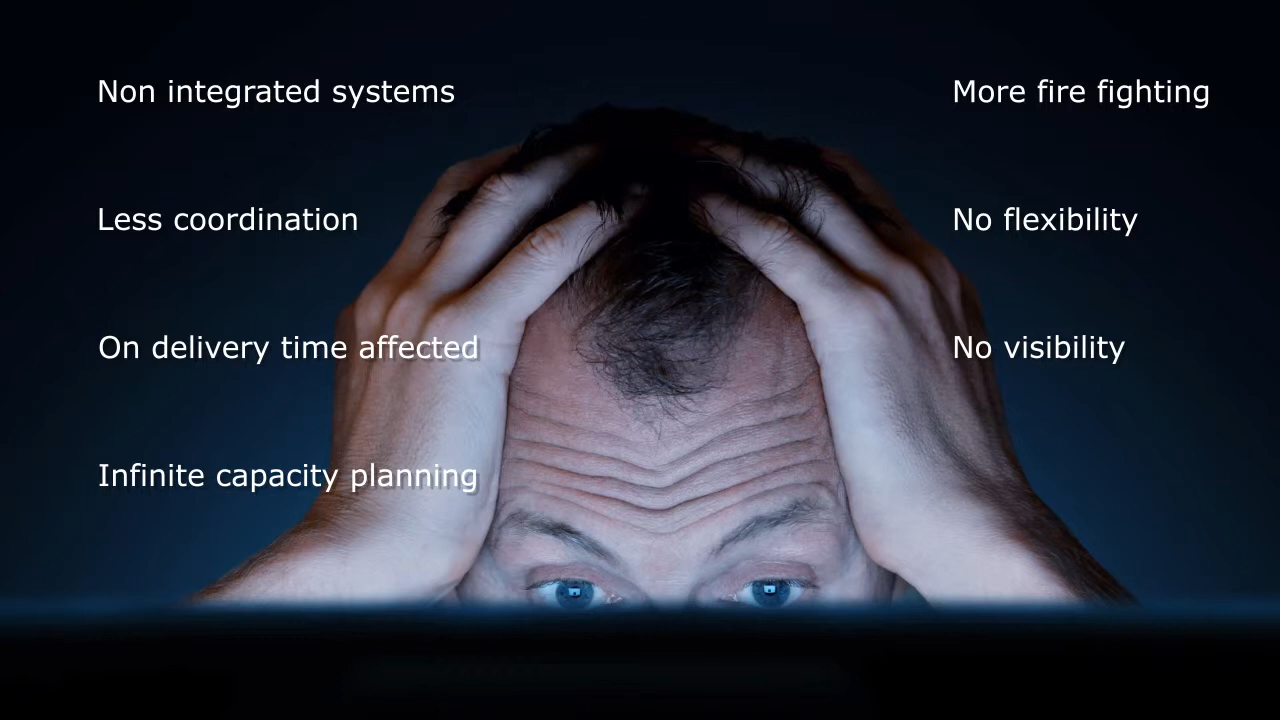 Non integrated systems
More fire fighting
Less coordination
No flexibility
On delivery time affected
No visibility
Infinite capacity planning